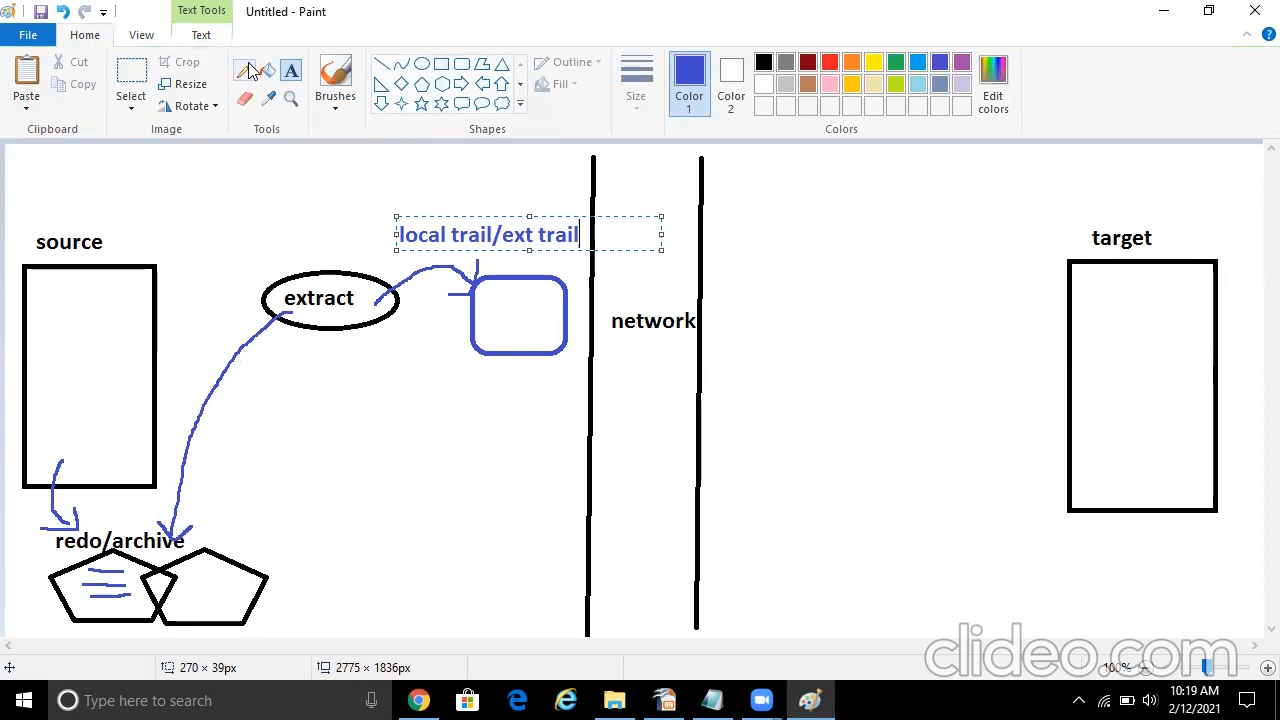 Text Tools
Untitled - Paint
File
Home
View
Text
Paste
Cut
Copy
Clipboard
Select
Crop
Resize
Rotate
Image
A
Tools
Brushes
Outline
Fill
Shapes
Size
Color
1
Color
2
Edit
colors
Colors
local trail/ext trail
source
target
extract
network
redo/archive
270 × 39px
2775 × 1836px
100%
clideo.com
Type here to search
10:19 AM
2/12/2021